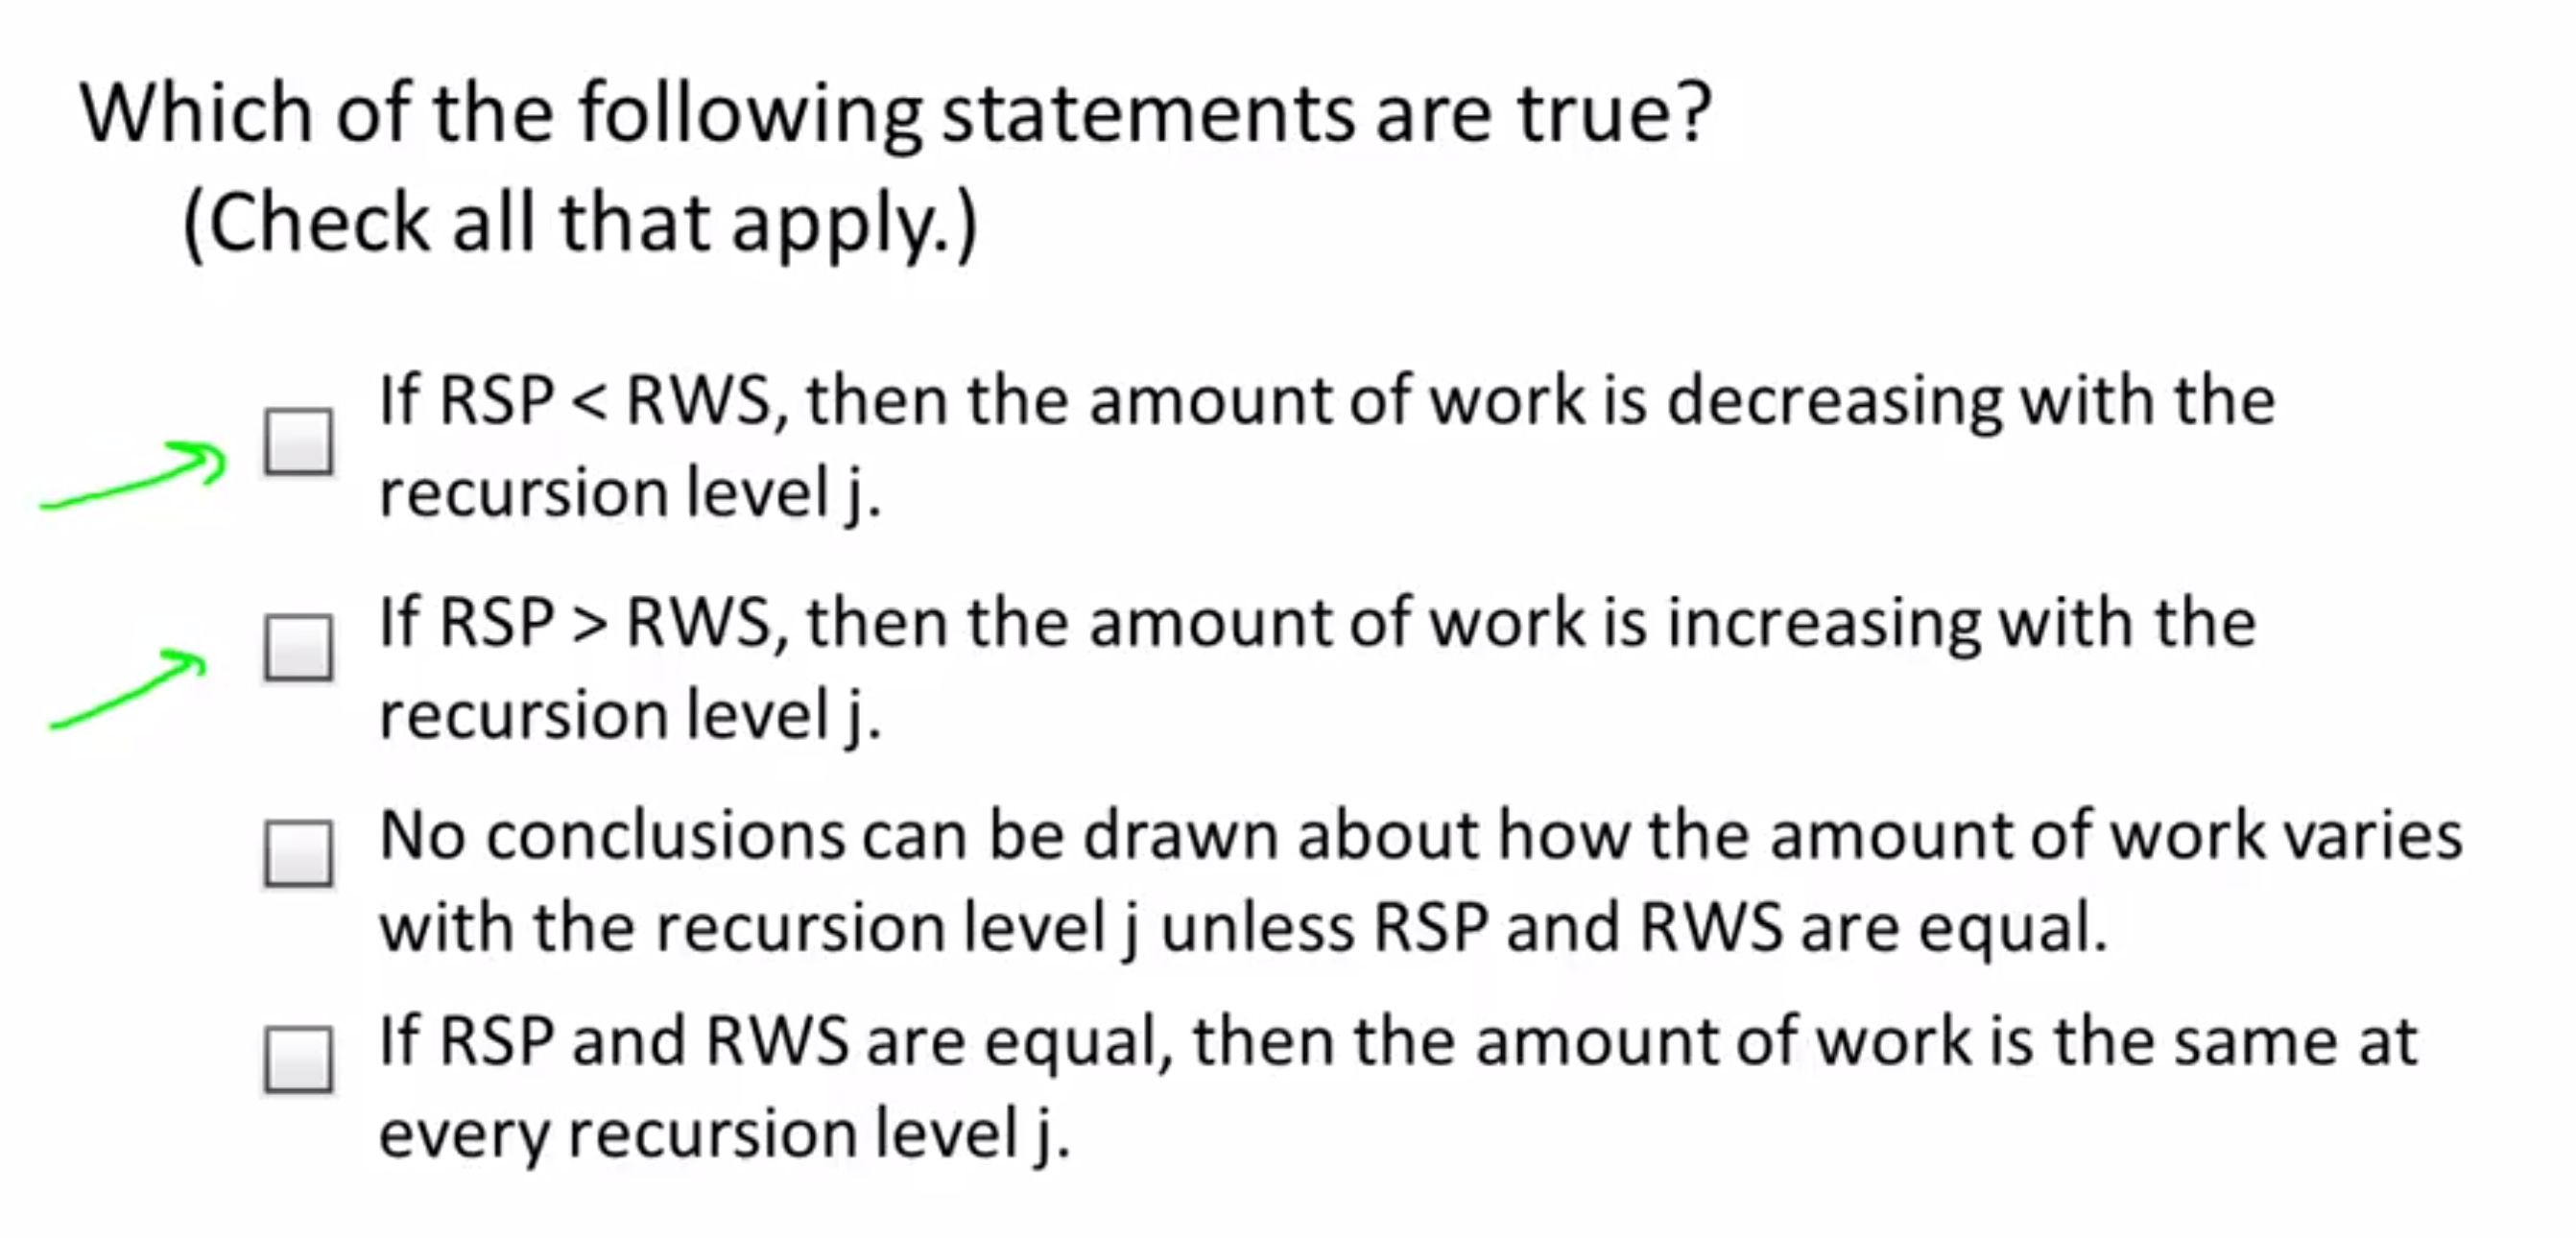 Which of the following statements are true?
(Check all that apply.)
If RSP < RWS, then the amount of work is decreasing with the
recursion level j.
If RSP > RWS, then the amount of work is increasing with the
recursion level j.
No conclusions can be drawn about how the amount of work varies
with the recursion level j unless RSP and RWS are equal.
If RSP and RWS are equal, then the amount of work is the same at
every recursion level j.